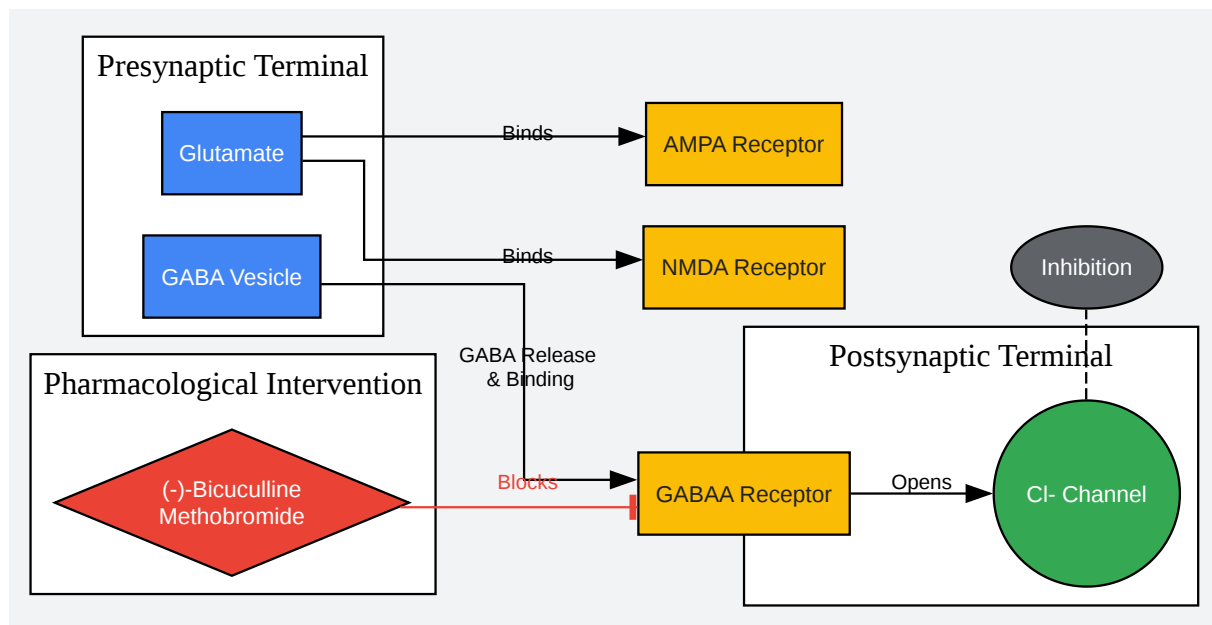 Presynaptic Terminal
Glutamate
Binds
AMPA Receptor
GABA Vesicle
Binds
NMDA Receptor
Inhibition
GABA Release
& Binding
Postsynaptic Terminal
Pharmacological Intervention
(-)-Bicuculline
Methobromide
Blocks
GABAA Receptor
Opens
Cl- Channel